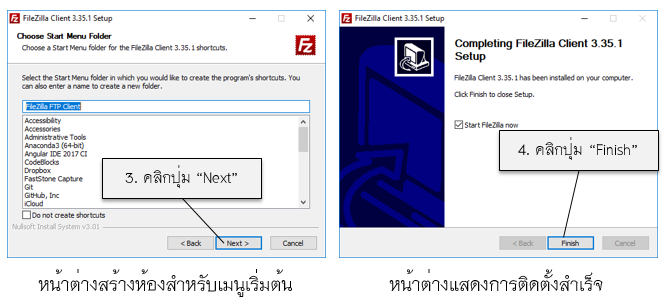 FileZilla Client 3.35.1 Setup
Choose Start Menu Folder
Choose a Start Menu folder for the FileZilla Client 3.35.1 shortcuts.
Select the Start Menu folder in which you would like to create the program's shortcuts. You
can also enter a name to create a new folder.
FileZilla FTP Client
Accessibility
Accessories
Administrative Tools
Anaconda3 (64-bit)
Angular IDE 2017 CI
CodeBlocks
Dropbox
FastStone Capture
Git
GitHub, Inc
iCloud
3. คลิกปุ่ม “Next”
Do not create shortcuts
Nullsoft Install System v3.01
< Back
Next >
Cancel
หน้าต่างสร้างห้องสำหรับเมนูเริ่มต้น
FileZilla Client 3.35.1 Setup
Completing FileZilla Client 3.35.1
Setup
FileZilla Client 3.35.1 has been installed on your computer.
Click Finish to close Setup.
Start FileZilla now
4. คลิกปุ่ม “Finish”
< Back
Finish
Cancel
หน้าต่างแสดงการติดตั้งสำเร็จ